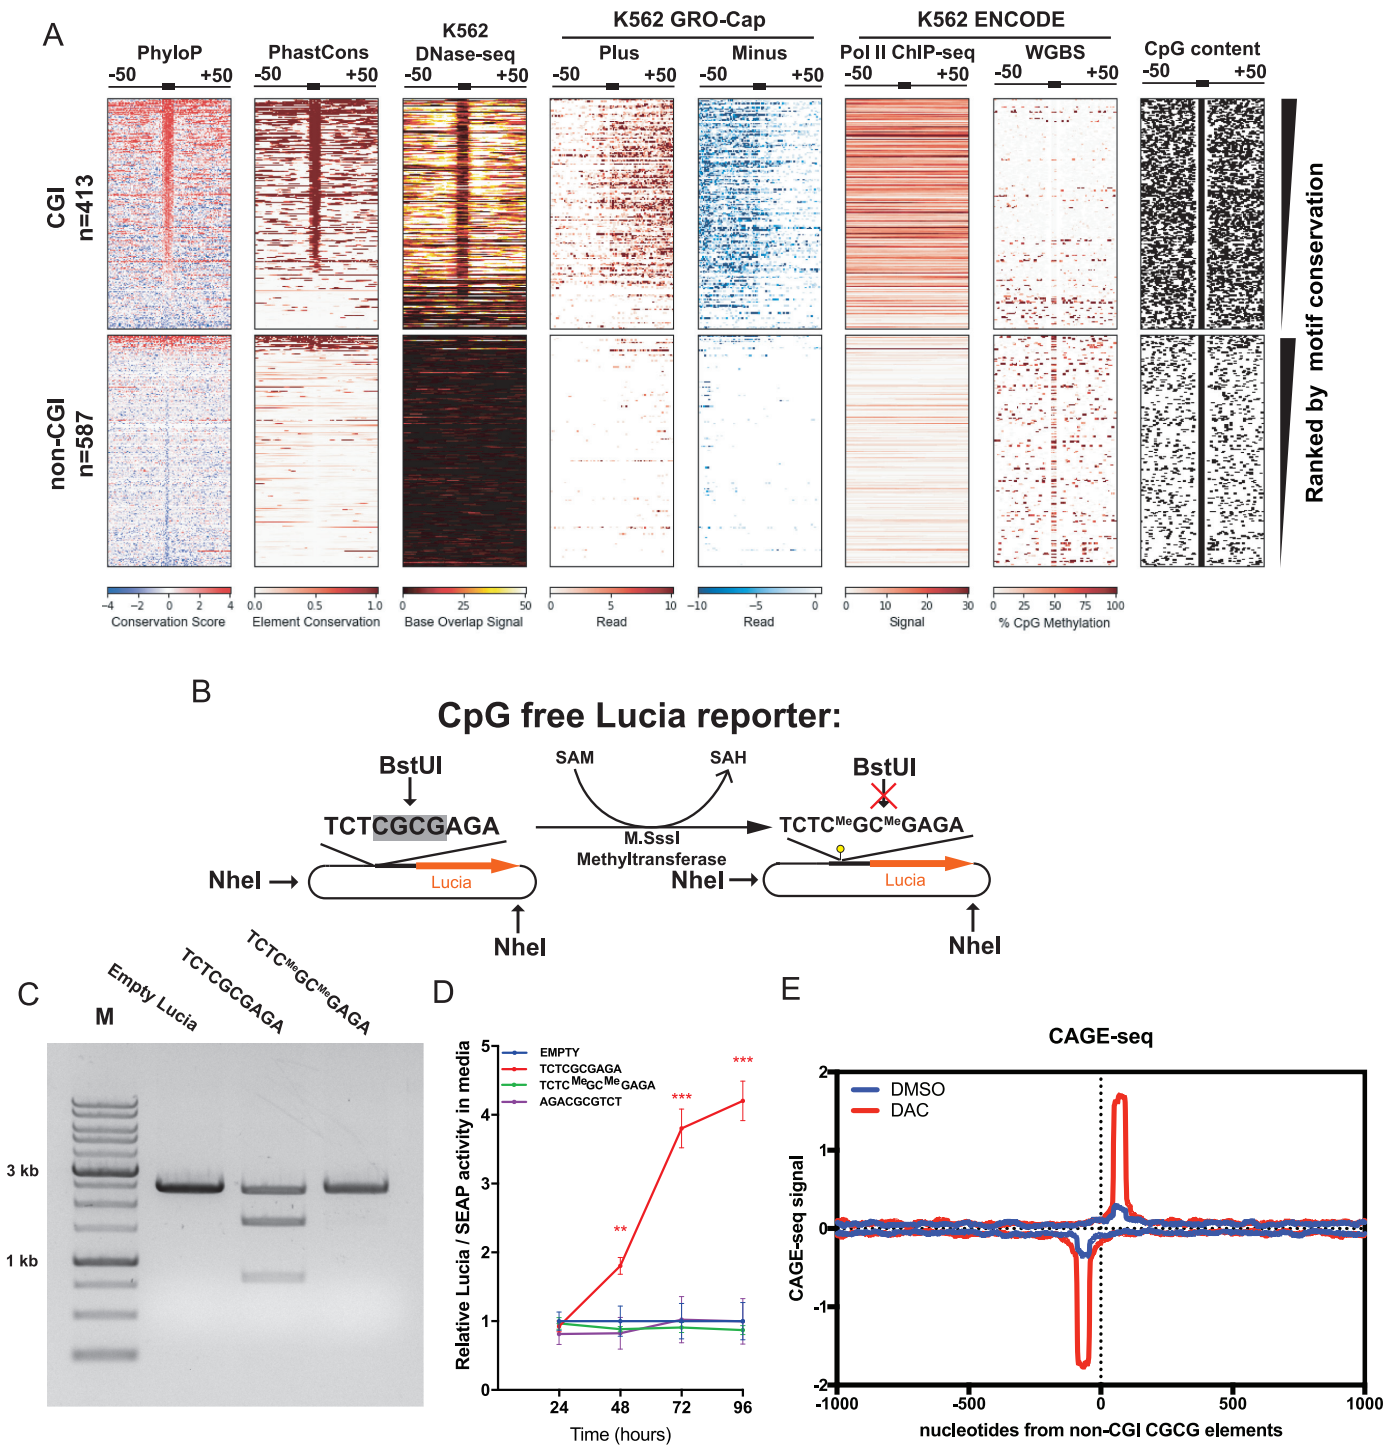 A
PhyloP
-50 +50
PhastCons
-50 +50
K562
DNase-seq
-50 +50
K562 GRO-Cap
Plus
-50 +50
Minus
-50 +50
K562 ENCODE
Pol II ChIP-seq
-50 +50
WGBS
-50 +50
CpG content
-50 +50
CGI
n=413
non-CGI
n=587
Ranked by motif conservation
−4 −2 0 2 4
Conservation Score
0.0 0.5 1.0
Element Conservation
0 25 50
Base Overlap Signal
0 5 10
Read
−10 −5 0
Read
0 10 20 30
Signal
0 25 50 75 100
% CpG Methylation
B
CpG free Lucia reporter:
BstUI
TCTCGCGAGA
NheI
Lucia
NheI
SAM
SAH
M.SssI
Methyltransferase
BstUI
TCTCMeGCMeGAGA
NheI
Lucia
NheI
C
M
Empty Lucia
TCTCGCGAGA
TCTCMeGCMeGAGA
3 kb
1 kb
D
Relative Lucia / SEAP activity in media
5
4
3
2
1
0
EMPTY
TCTCGCGAGA
TCTCMeGCMeGAGA
AGACGCGTCT
**
***
***
24 48 72 96
Time (hours)
E
CAGE-seq
CAGE-seq signal
2
1
0
-1
-2
DMSO
DAC
-1000 -500 0 500 1000
nucleotides from non-CGI CGCG elements